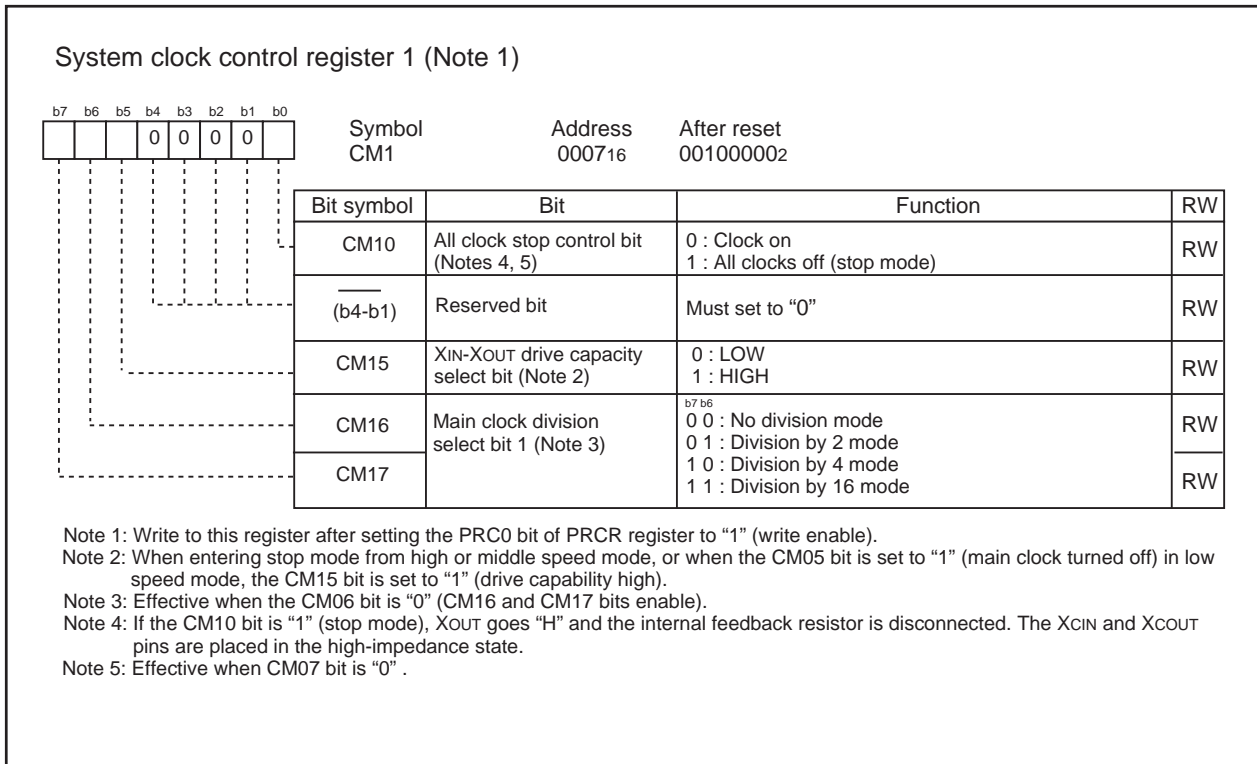 System clock control register 1 (Note 1)
b7 b6 b5 b4 b3 b2 b1 b0
0 0 0 0
Symbol Address After reset
CM1 000716 001000002
Bit symbol Bit Function RW
CM10 All clock stop control bit (Notes 4, 5) 0 : Clock on RW
1 : All clocks off (stop mode)
(b4-b1) Reserved bit Must set to “0” RW
CM15 XIN-XOUT drive capacity select bit (Note 2) 0 : LOW RW
1 : HIGH
CM16 Main clock division select bit 1 (Note 3) b7 b6 RW
0 0 : No division mode
0 1 : Division by 2 mode
CM17 1 0 : Division by 4 mode RW
1 1 : Division by 16 mode
Note 1: Write to this register after setting the PRC0 bit of PRCR register to “1” (write enable).
Note 2: When entering stop mode from high or middle speed mode, or when the CM05 bit is set to “1” (main clock turned off) in low
speed mode, the CM15 bit is set to “1” (drive capability high).
Note 3: Effective when the CM06 bit is “0” (CM16 and CM17 bits enable).
Note 4: If the CM10 bit is “1” (stop mode), XOUT goes “H” and the internal feedback resistor is disconnected. The XCIN and XCOUT
pins are placed in the high-impedance state.
Note 5: Effective when CM07 bit is “0” .